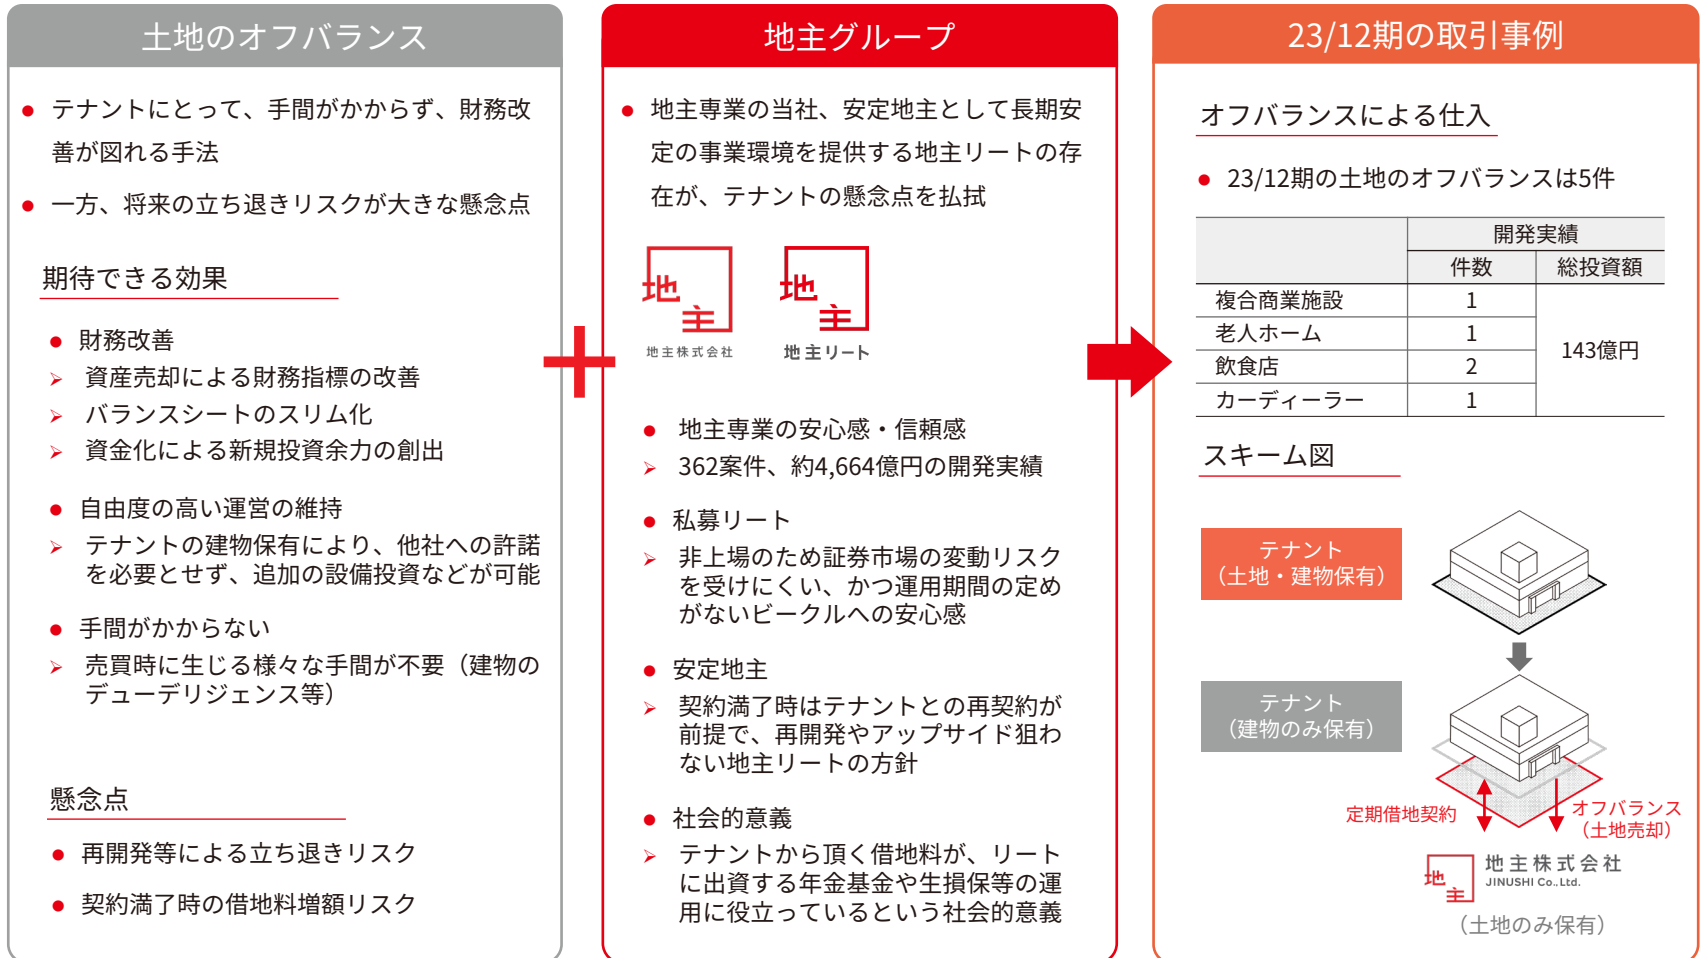 土地のオフバランス
テナントにとって、手間がかからず、財務改
善が図れる手法
一方、将来の立ち退きリスクが大きな懸念点
期待できる効果
財務改善
資産売却による財務指標の改善
バランスシートのスリム化
資金化による新規投資余力の創出
自由度の高い運営の維持
テナントの建物保有により、他社への許諾
を必要とせず、追加の設備投資などが可能
手間がかからない
売買時に生じる様々な手間が不要（建物の
デューデリジェンス等）
懸念点
再開発等による立ち退きリスク
契約満了時の借地料増額リスク
地主グループ
地主専業の当社、安定地主として長期安
定の事業環境を提供する地主リートの存
在が、テナントの懸念点を払拭
地主 地主
地主株式会社 地主リート
地主専業の安心感・信頼感
362案件、約4,664億円の開発実績
私募リート
非上場のため証券市場の変動リスク
を受けにくい、かつ運用期間の定め
がないビークルへの安心感
安定地主
契約満了時はテナントとの再契約が
前提で、再開発やアップサイド狙わ
ない地主リートの方針
社会的意義
テナントから頂く借地料が、リート
に出資する年金基金や生損保等の運
用に役立っているという社会的意義
23/12期の取引事例
オフバランスによる仕入
23/12期の土地のオフバランスは5件
開発実績
件数 総投資額
複合商業施設 1
老人ホーム 1
143億円
飲食店 2
カーディーラー 1
スキーム図
テナント
（土地・建物保有）
テナント
（建物のみ保有）
定期借地契約
オフバランス
（土地売却）
地主
地主株式会社
JINUSHI Co.,Ltd.
（土地のみ保有）